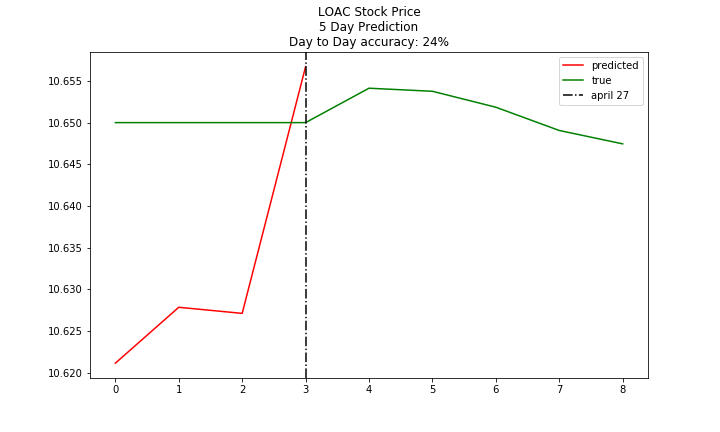 LOAC Stock Price
5 Day Prediction
Day to Day accuracy: 24%
predicted
true
april 27
10.655
10.650
10.645
10.640
10.635
10.630
10.625
10.620
0 1 2 3 4 5 6 7 8